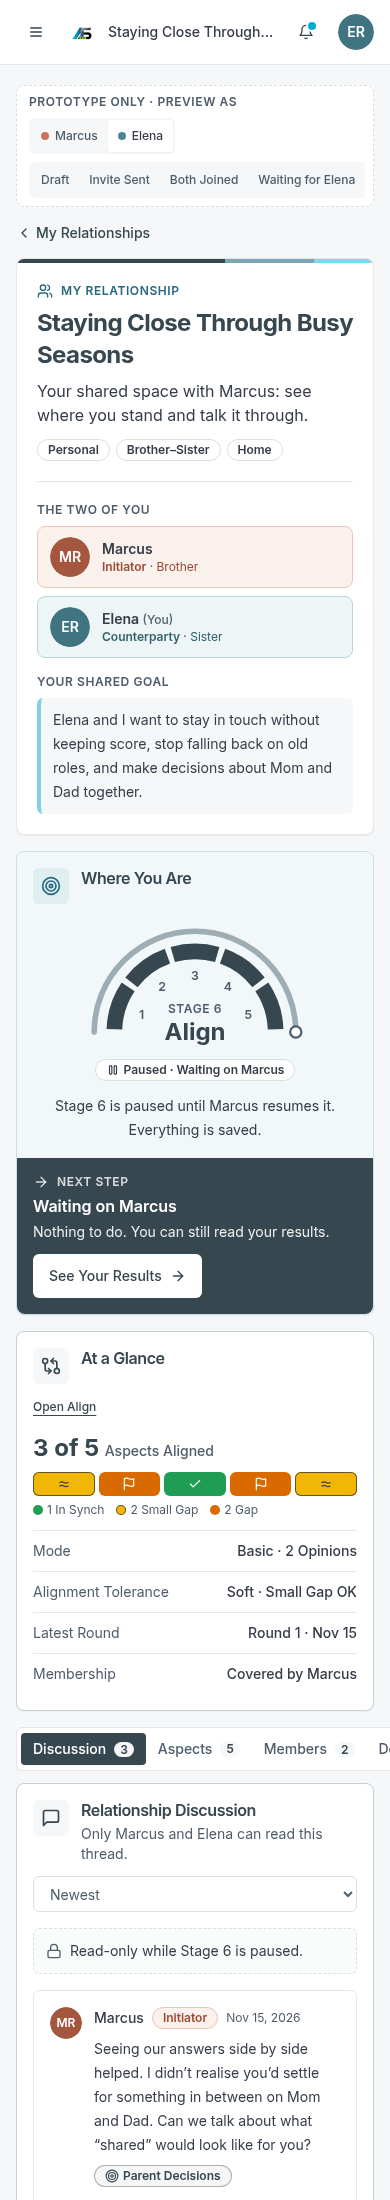 Staying Close Through...
ER
PROTOTYPE ONLY · PREVIEW AS
Marcus
Elena
Draft
Invite Sent
Both Joined
Waiting for Elena
My Relationships
MY RELATIONSHIP
Staying Close Through Busy
Seasons
Your shared space with Marcus: see
where you stand and talk it through.
Personal
Brother–Sister
Home
THE TWO OF YOU
MR
Marcus
Initiator · Brother
ER
Elena (You)
Counterparty · Sister
YOUR SHARED GOAL
Elena and I want to stay in touch without
keeping score, stop falling back on old
roles, and make decisions about Mom and
Dad together.
Where You Are
1
2
3
4
5
STAGE 6
Align
Paused · Waiting on Marcus
Stage 6 is paused until Marcus resumes it.
Everything is saved.
NEXT STEP
Waiting on Marcus
Nothing to do. You can still read your results.
See Your Results
At a Glance
Open Align
3 of 5 Aspects Aligned
1 In Synch
2 Small Gap
2 Gap
Mode
Basic · 2 Opinions
Alignment Tolerance
Soft · Small Gap OK
Latest Round
Round 1 · Nov 15
Membership
Covered by Marcus
Discussion 3
Aspects 5
Members 2
Relationship Discussion
Only Marcus and Elena can read this
thread.
Newest
Read-only while Stage 6 is paused.
MR
Marcus
Initiator
Nov 15, 2026
Seeing our answers side by side
helped. I didn’t realise you’d settle
for something in between on Mom
and Dad. Can we talk about what
“shared” would look like for you?
Parent Decisions